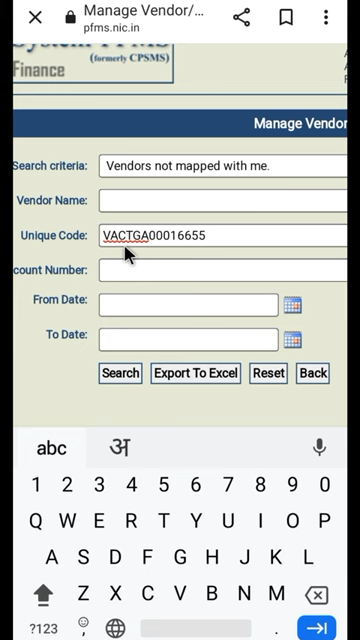 Manage Vendor/...
pfms.nic.in
System PFMS
Finance
(formerly CPSMS)
Manage Vendor
Search criteria: Vendors not mapped with me.
Vendor Name:
Unique Code: VACTGA00016655
count Number:
From Date:
To Date:
Search Export To Excel Reset Back
abc अ
1 2 3 4 5 6 7 8 9 0
Q W E R T Y U I O P
A S D F G H J K L
Z X C V B N M
?123 , .